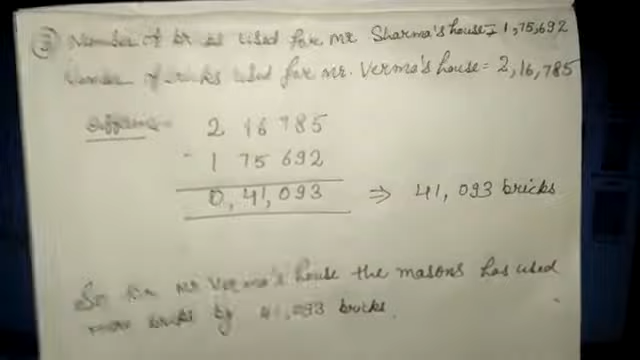 ③ Number of used for Mr Sharma's house = 1,75,692
Number of bricks used for Mr. Verma's house = 2,16,785
Difference
2 16 785
- 1 75 692
0,41,093 ⇒ 41,093 bricks
So for Mr Verma's house the masons has used
more bricks by 41,093 bricks.